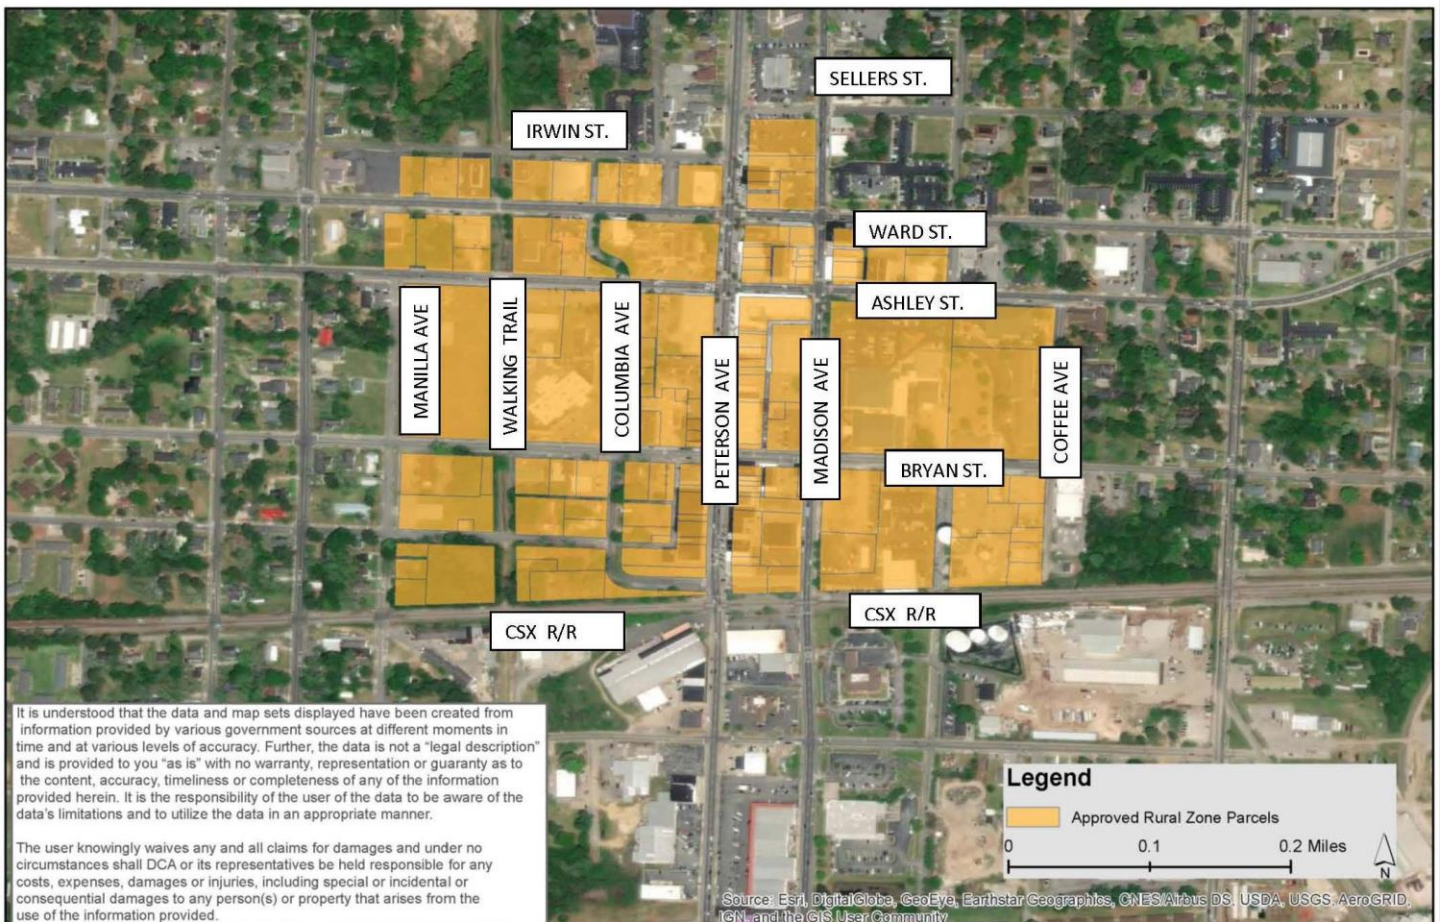 SELLERS ST.
IRWIN ST.
WARD ST.
ASHLEY ST.
MANILLA AVE
WALKING TRAIL
COLUMBIA AVE
PETERSON AVE
MADISON AVE
COFFEE AVE
BRYAN ST.
CSX R/R
CSX R/R
It is understood that the data and map sets displayed have been created from
information provided by various government sources at different moments in
time and at various levels of accuracy. Further, the data is not a "legal description"
and is provided to you "as is" with no warranty, representation or guaranty as to
the content, accuracy, timeliness or completeness of any of the information
provided herein. It is the responsibility of the user of the data to be aware of the
data's limitations and to utilize the data in an appropriate manner.
The user knowingly waives any and all claims for damages and under no
circumstances shall DCA or its representatives be held responsible for any
costs, expenses, damages or injuries, including special or incidental or
consequential damages to any person(s) or property that arises from the
use of the information provided.
Legend
Approved Rural Zone Parcels
0 0.1 0.2 Miles
N
Source: Esri, DigitalGlobe, GeoEye, Earthstar Geographics, CNES/Airbus DS, USDA, USGS, AeroGRID,
IGN, and the GIS User Community